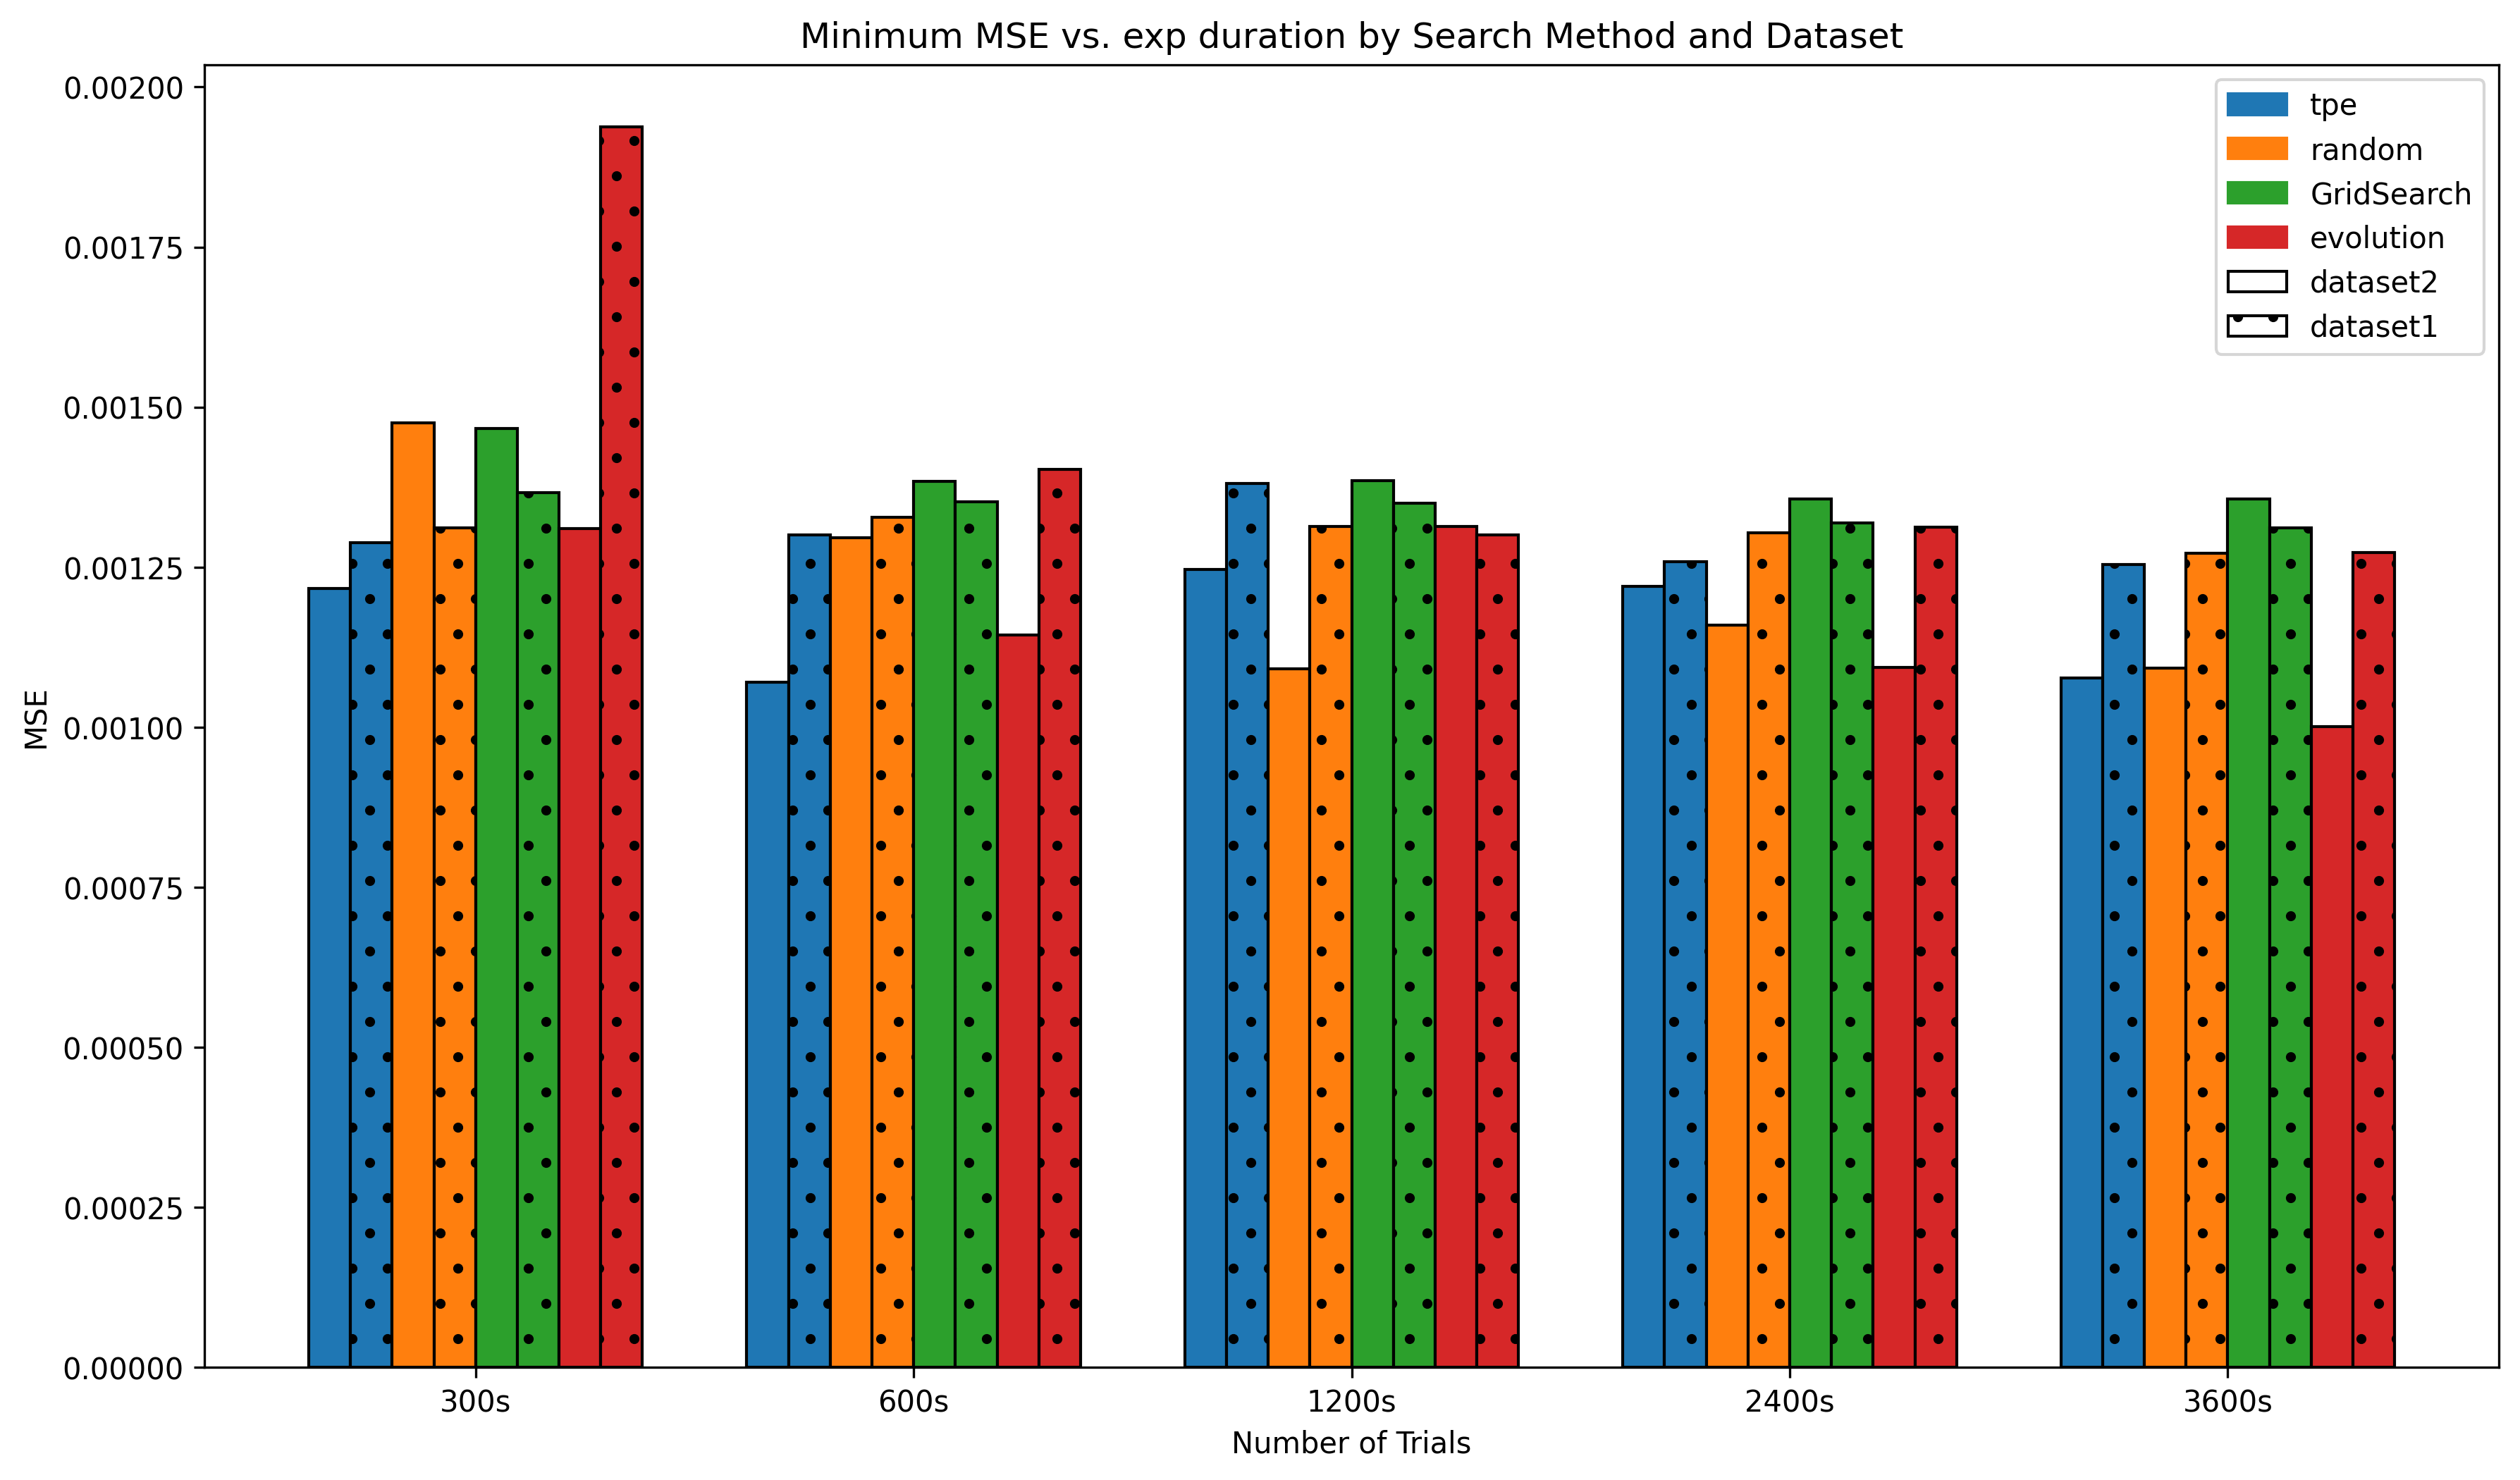 Minimum MSE vs. exp duration by Search Method and Dataset
0.00200
0.00175
0.00150
0.00125
0.00100
0.00075
0.00050
0.00025
0.00000
MSE
tpe
random
GridSearch
evolution
dataset2
dataset1
300s
600s
1200s
2400s
3600s
Number of Trials